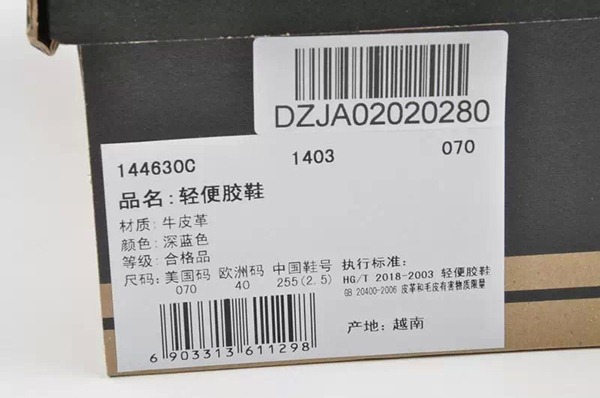 DZJA02020280
144630C 1403 070
品名:轻便胶鞋
材质:牛皮革
颜色:深蓝色
等级:合格品
尺码:美国码 欧洲码 中国鞋号
070 40 255(2.5)
执行标准:
HG/T 2018-2003 轻便胶鞋
GB 20400-2006 皮革和毛皮有害物质限量
产地:越南
6 903313 611298